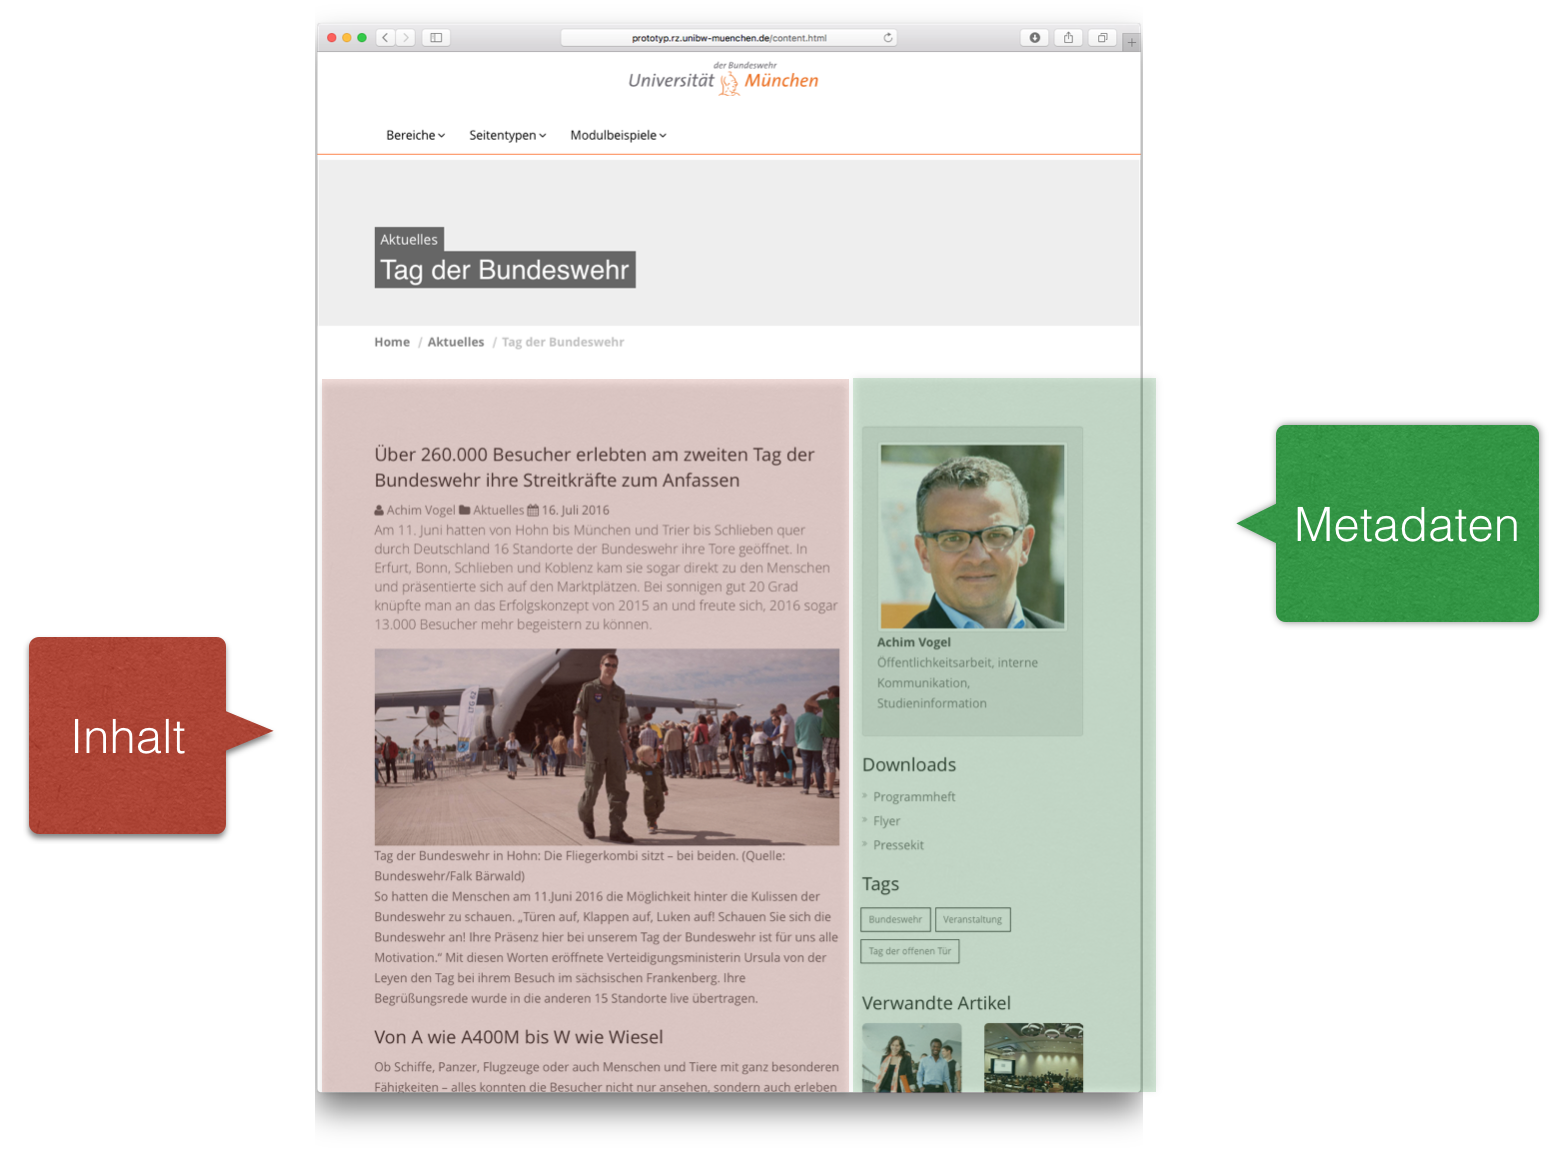 prototyp.rz.unibw-muenchen.de/content.html
der Bundeswehr
Universität München
Bereiche Seitentypen Modulbeispiele
Aktuelles
Tag der Bundeswehr
Home / Aktuelles / Tag der Bundeswehr
Über 260.000 Besucher erlebten am zweiten Tag der
Bundeswehr ihre Streitkräfte zum Anfassen
Achim Vogel Aktuelles 16. Juli 2016
Am 11. Juni hatten von Hohn bis München und Trier bis Schlieben quer
durch Deutschland 16 Standorte der Bundeswehr ihre Tore geöffnet. In
Erfurt, Bonn, Schlieben und Koblenz kam sie sogar direkt zu den Menschen
und präsentierte sich auf den Marktplätzen. Bei sonnigen gut 20 Grad
knüpfte man an das Erfolgskonzept von 2015 an und freute sich, 2016 sogar
13.000 Besucher mehr begeistern zu können.
LTG 62
Tag der Bundeswehr in Hohn: Die Fliegerkombi sitzt – bei beiden. (Quelle:
Bundeswehr/Falk Bärwald)
So hatten die Menschen am 11.Juni 2016 die Möglichkeit hinter die Kulissen der
Bundeswehr zu schauen. „Türen auf, Klappen auf, Luken auf! Schauen Sie sich die
Bundeswehr an! Ihre Präsenz hier bei unserem Tag der Bundeswehr ist für uns alle
Motivation.“ Mit diesen Worten eröffnete Verteidigungsministerin Ursula von der
Leyen den Tag bei ihrem Besuch im sächsischen Frankenberg. Ihre
Begrüßungsrede wurde in die anderen 15 Standorte live übertragen.
Von A wie A400M bis W wie Wiesel
Ob Schiffe, Panzer, Flugzeuge oder auch Menschen und Tiere mit ganz besonderen
Fähigkeiten – alles konnten die Besucher nicht nur ansehen, sondern auch erleben
Achim Vogel
Öffentlichkeitsarbeit, interne
Kommunikation,
Studieninformation
Downloads
» Programmheft
» Flyer
» Pressekit
Tags
Bundeswehr Veranstaltung
Tag der offenen Tür
Verwandte Artikel
Inhalt
Metadaten